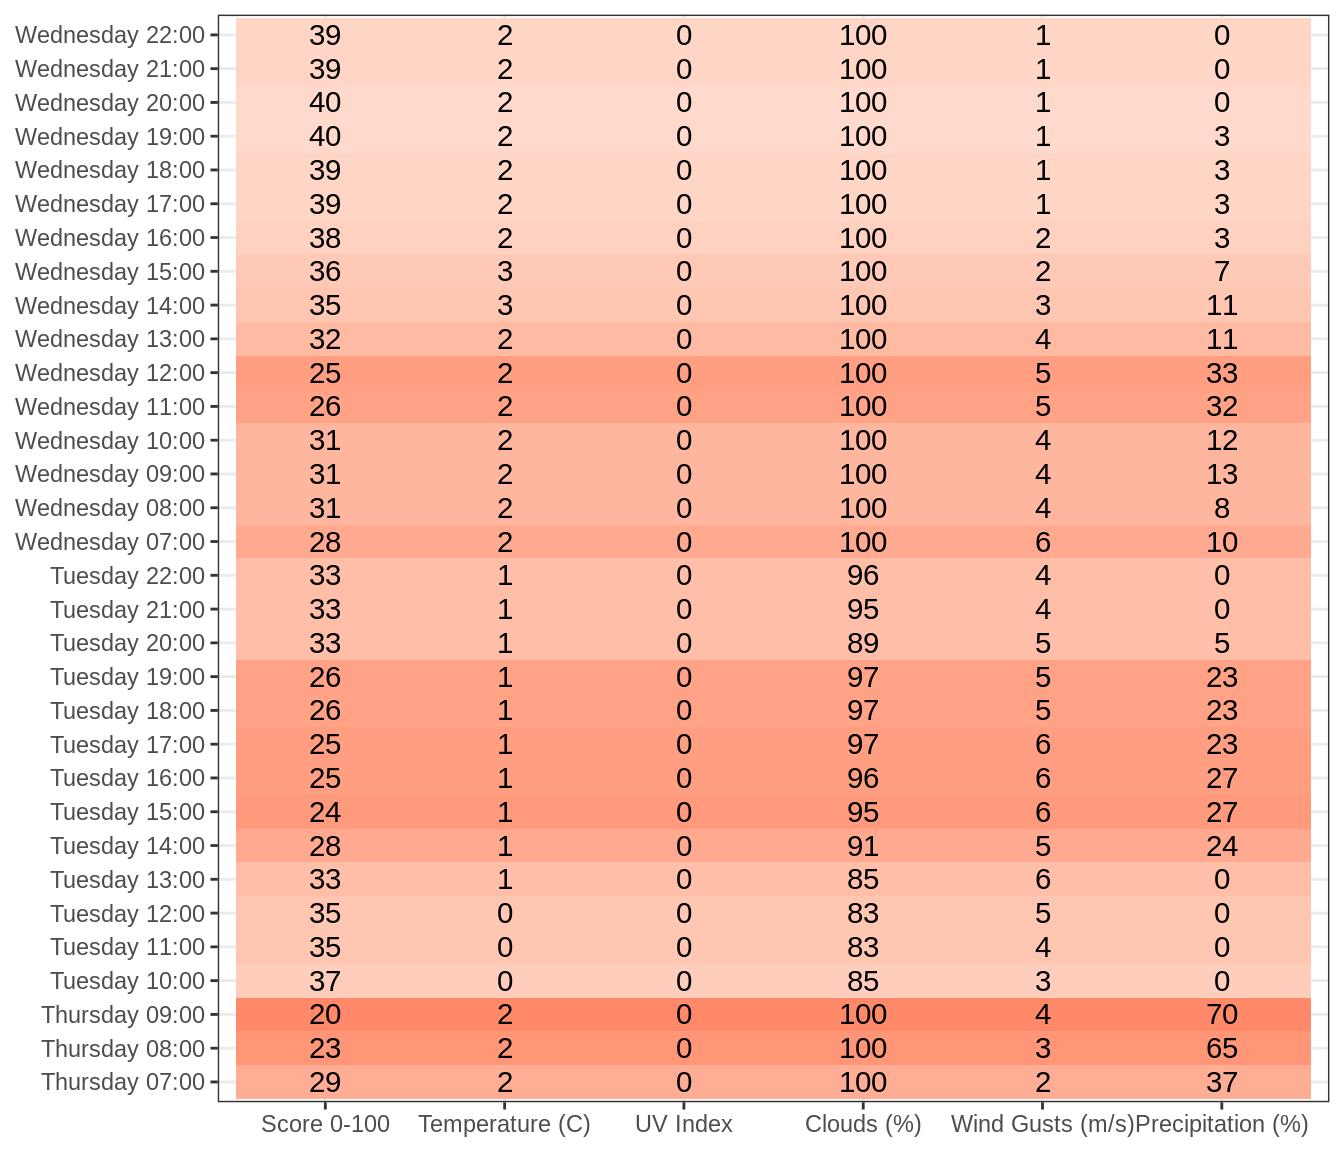 Wednesday 22:00 39 2 0 100 1 0
Wednesday 21:00 39 2 0 100 1 0
Wednesday 20:00 40 2 0 100 1 0
Wednesday 19:00 40 2 0 100 1 3
Wednesday 18:00 39 2 0 100 1 3
Wednesday 17:00 39 2 0 100 1 3
Wednesday 16:00 38 2 0 100 2 3
Wednesday 15:00 36 3 0 100 2 7
Wednesday 14:00 35 3 0 100 3 11
Wednesday 13:00 32 2 0 100 4 11
Wednesday 12:00 25 2 0 100 5 33
Wednesday 11:00 26 2 0 100 5 32
Wednesday 10:00 31 2 0 100 4 12
Wednesday 09:00 31 2 0 100 4 13
Wednesday 08:00 31 2 0 100 4 8
Wednesday 07:00 28 2 0 100 6 10
Tuesday 22:00 33 1 0 96 4 0
Tuesday 21:00 33 1 0 95 4 0
Tuesday 20:00 33 1 0 89 5 5
Tuesday 19:00 26 1 0 97 5 23
Tuesday 18:00 26 1 0 97 5 23
Tuesday 17:00 25 1 0 97 6 23
Tuesday 16:00 25 1 0 96 6 27
Tuesday 15:00 24 1 0 95 6 27
Tuesday 14:00 28 1 0 91 5 24
Tuesday 13:00 33 1 0 85 6 0
Tuesday 12:00 35 0 0 83 5 0
Tuesday 11:00 35 0 0 83 4 0
Tuesday 10:00 37 0 0 85 3 0
Thursday 09:00 20 2 0 100 4 70
Thursday 08:00 23 2 0 100 3 65
Thursday 07:00 29 2 0 100 2 37
Score 0-100 Temperature (C) UV Index Clouds (%) Wind Gusts (m/s) Precipitation (%)